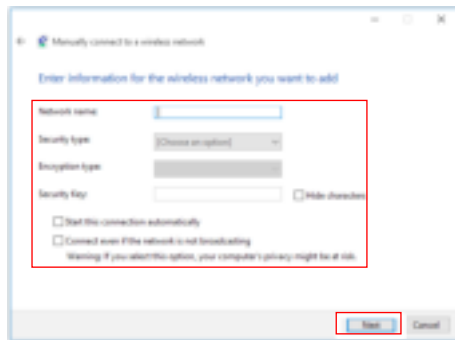 Manually connect to a wireless network
Enter information for the wireless network you want to add
Network name:
Security type: [Choose an option]
Encryption type:
Security Key: Hide characters
Start this connection automatically
Connect even if the network is not broadcasting
Warning: If you select this option, your computer's privacy might be at risk.
Next Cancel